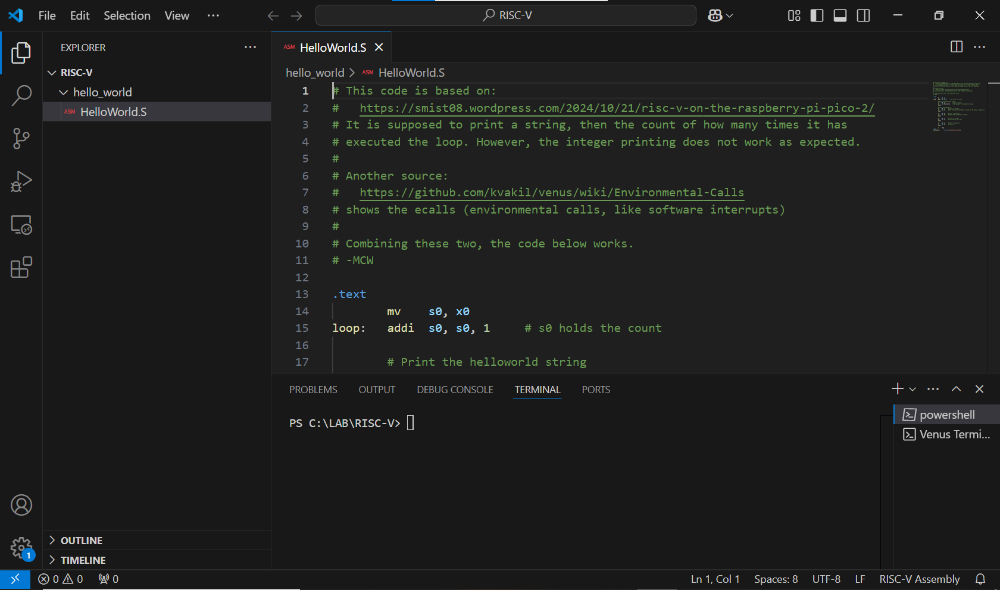 File Edit Selection View ···
RISC-V
EXPLORER ···
RISC-V
hello_world
ASM HelloWorld.S
ASM HelloWorld.S
hello_world > ASM HelloWorld.S
1 # This code is based on:
2 #   https://smist08.wordpress.com/2024/10/21/risc-v-on-the-raspberry-pi-pico-2/
3 # It is supposed to print a string, then the count of how many times it has
4 # executed the loop. However, the integer printing does not work as expected.
5 #
6 # Another source:
7 #   https://github.com/kvakil/venus/wiki/Environmental-Calls
8 # shows the ecalls (environmental calls, like software interrupts)
9 #
10 # Combining these two, the code below works.
11 # -MCW
12
13 .text
14         mv    s0, x0
15 loop:   addi  s0, s0, 1     # s0 holds the count
16
17         # Print the helloworld string
PROBLEMS OUTPUT DEBUG CONSOLE TERMINAL PORTS
PS C:\LAB\RISC-V>
powershell
Venus Termi...
OUTLINE
TIMELINE
1
0 0 0 Ln 1, Col 1 Spaces: 8 UTF-8 LF RISC-V Assembly